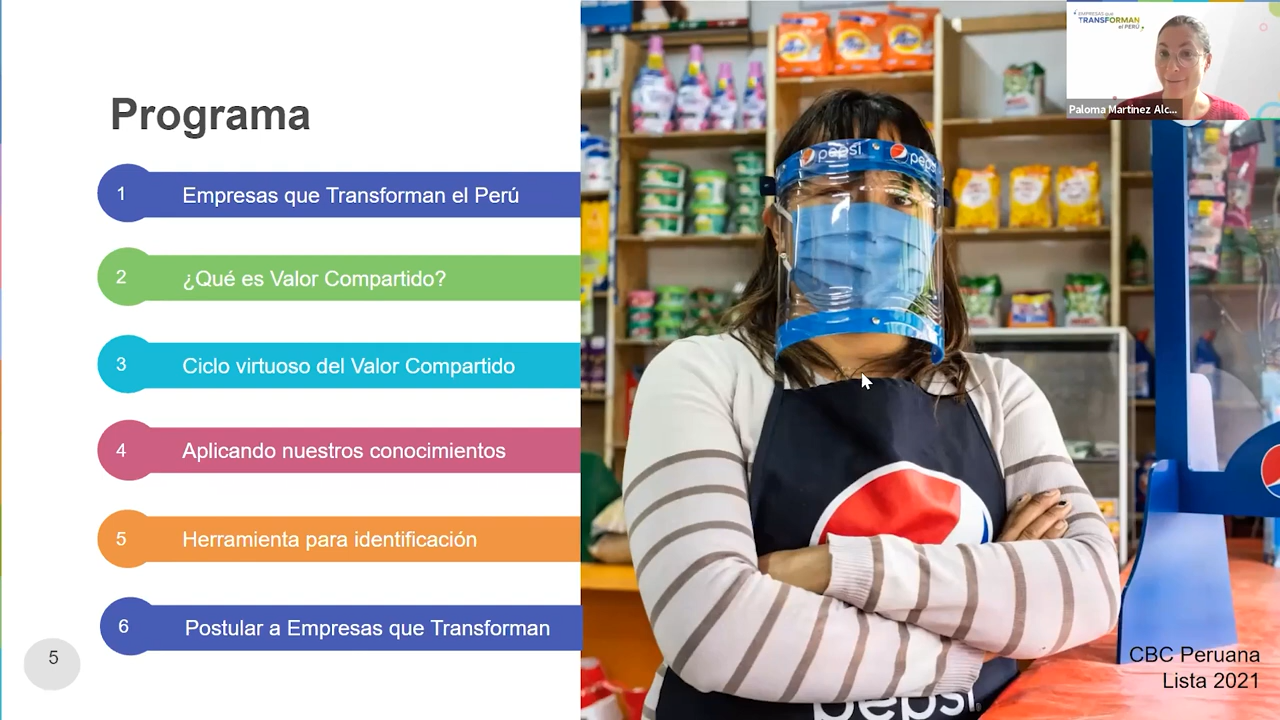 Programa
1
Empresas que Transforman el Perú
2
¿Qué es Valor Compartido?
3
Ciclo virtuoso del Valor Compartido
4
Aplicando nuestros conocimientos
5
Herramienta para identificación
6
Postular a Empresas que Transforman
5
pepsi
pepsi
pepsi
CBC Peruana
Lista 2021
EMPRESAS que
TRANSFORMAN
el PERÚ
Paloma Martínez Alc...